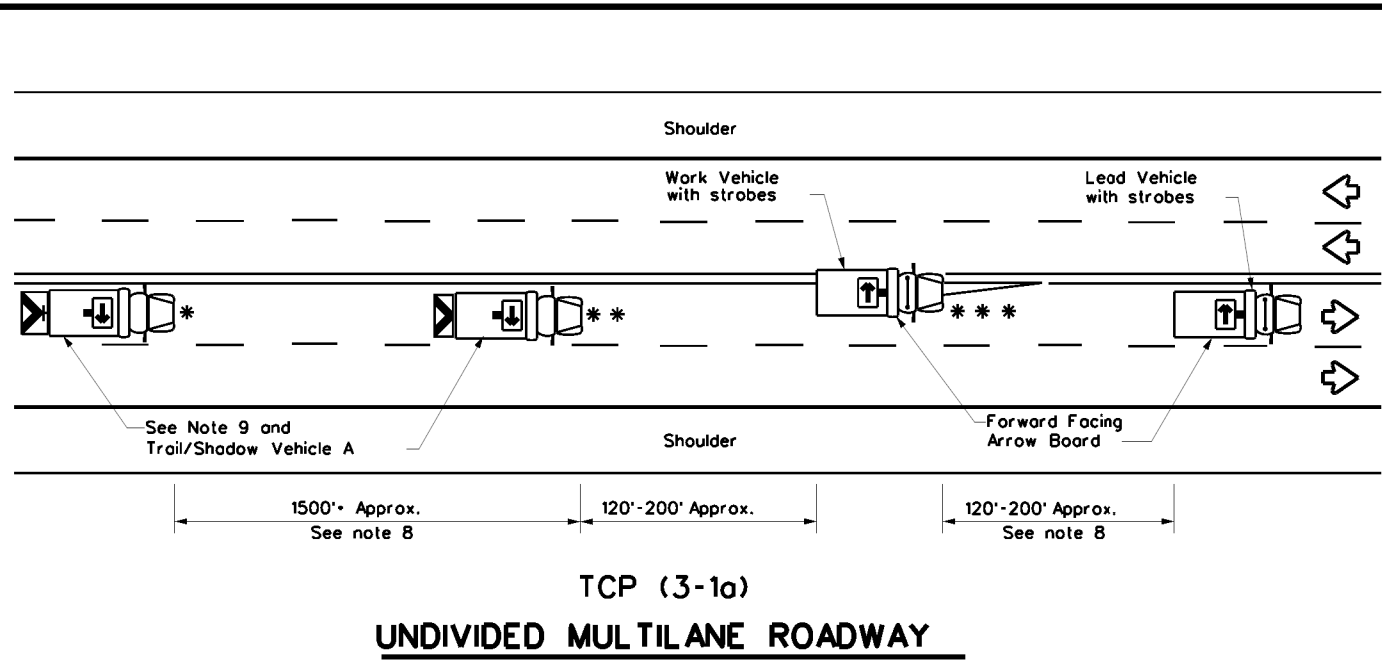 Shoulder
Work Vehicle
with strobes
Lead Vehicle
with strobes
*
* *
* * *
See Note 9 and
Trail/Shadow Vehicle A
Shoulder
Forward Facing
Arrow Board
1500'+ Approx.
See note 8
120'-200' Approx.
120'-200' Approx.
See note 8
TCP (3-1a)
UNDIVIDED MULTILANE ROADWAY